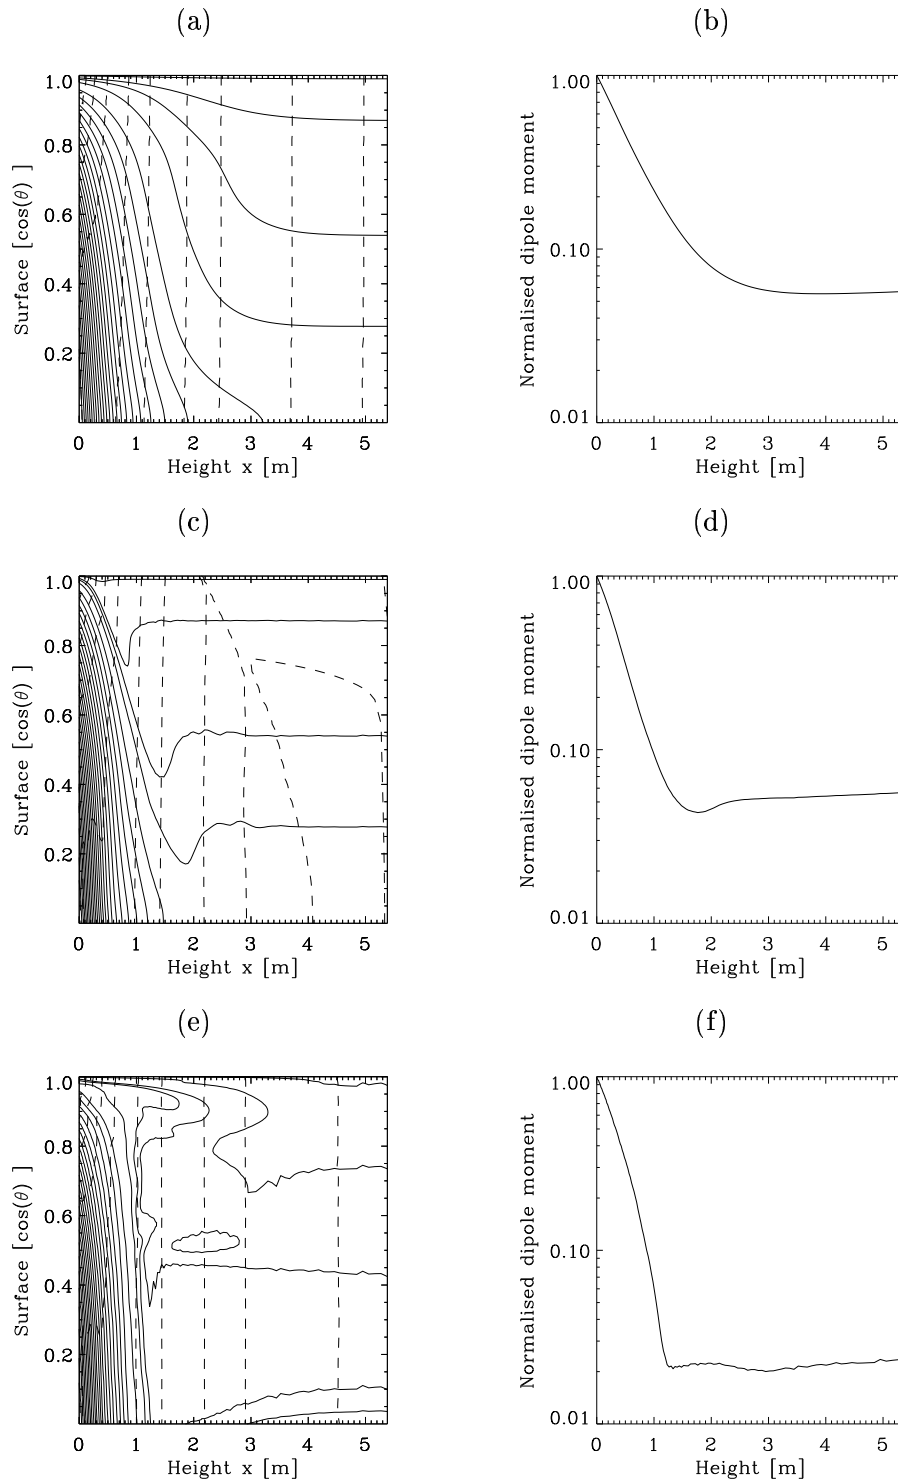 (a)
(b)
Surface [cos(θ) ]
1.0
0.8
0.6
0.4
0.2
0 1 2 3 4 5
Height x [m]
Normalised dipole moment
1.00
0.10
0.01
0 1 2 3 4 5
Height [m]
(c)
(d)
Surface [cos(θ) ]
1.0
0.8
0.6
0.4
0.2
0 1 2 3 4 5
Height x [m]
Normalised dipole moment
1.00
0.10
0.01
0 1 2 3 4 5
Height [m]
(e)
(f)
Surface [cos(θ) ]
1.0
0.8
0.6
0.4
0.2
0 1 2 3 4 5
Height x [m]
Normalised dipole moment
1.00
0.10
0.01
0 1 2 3 4 5
Height [m]